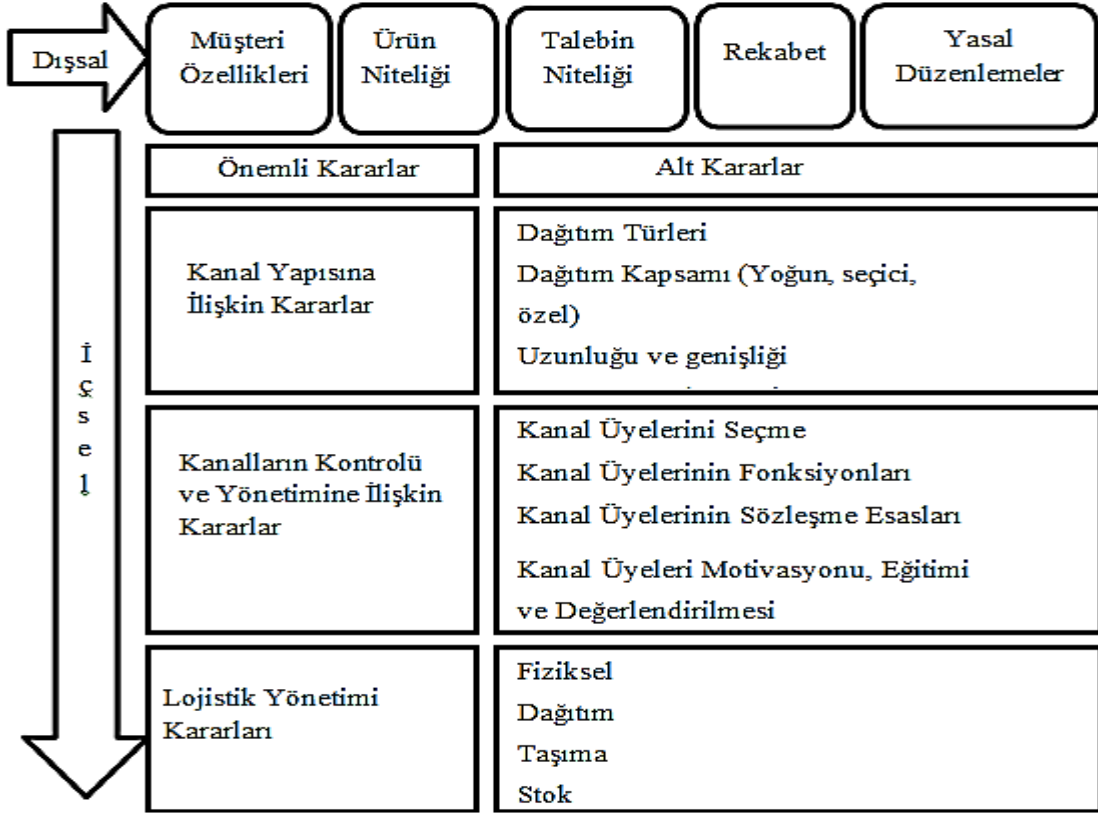 Dışsal
Müşteri
Özellikleri
Ürün
Niteliği
Talebin
Niteliği
Rekabet
Yasal
Düzenlemeler
İçsel
Önemli Kararlar
Alt Kararlar
Kanal Yapısına
İlişkin Kararlar
Dağıtım Türleri
Dağıtım Kapsamı (Yoğun, seçici,
özel)
Uzunluğu ve genişliği
Kanalların Kontrolü
ve Yönetimine İlişkin
Kararlar
Kanal Üyelerini Seçme
Kanal Üyelerinin Fonksiyonları
Kanal Üyelerinin Sözleşme Esasları
Kanal Üyeleri Motivasyonu, Eğitimi
ve Değerlendirilmesi
Lojistik Yönetimi
Kararları
Fiziksel
Dağıtım
Taşıma
Stok